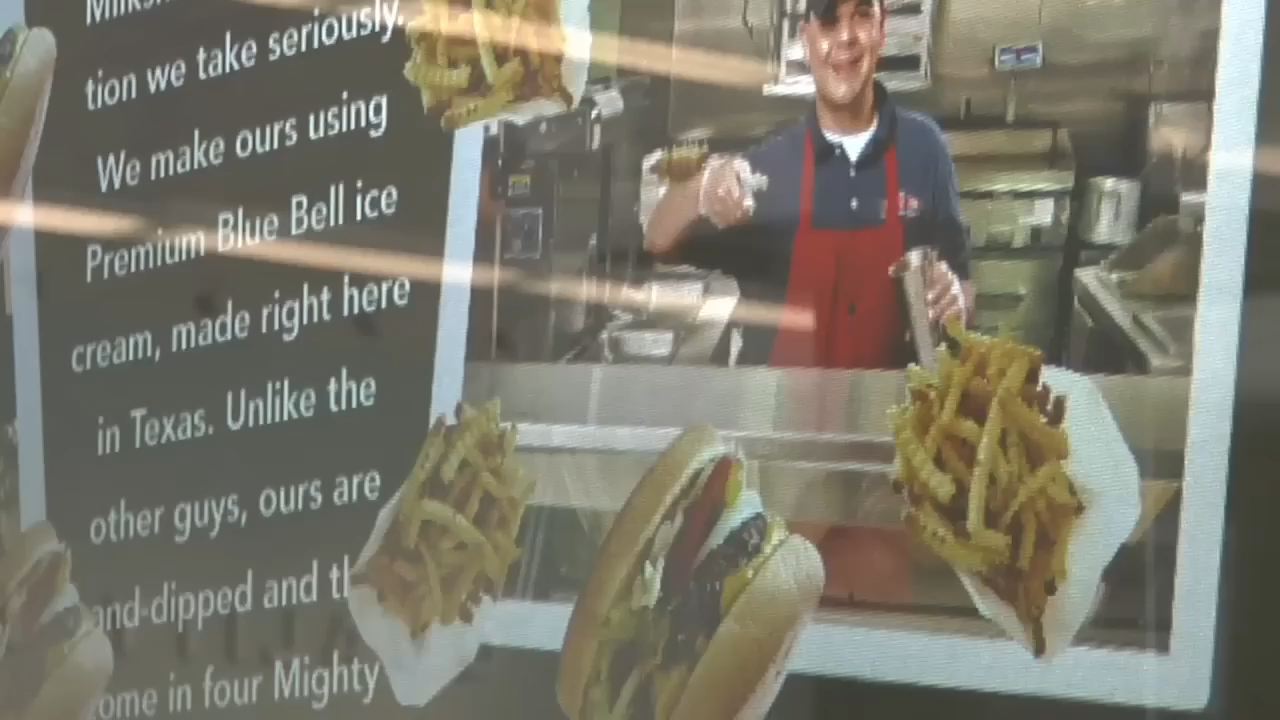 tion we take seriously.
We make ours using
Premium Blue Bell ice
cream, made right here
in Texas. Unlike the
other guys, ours are
and-dipped and
in four Mighty